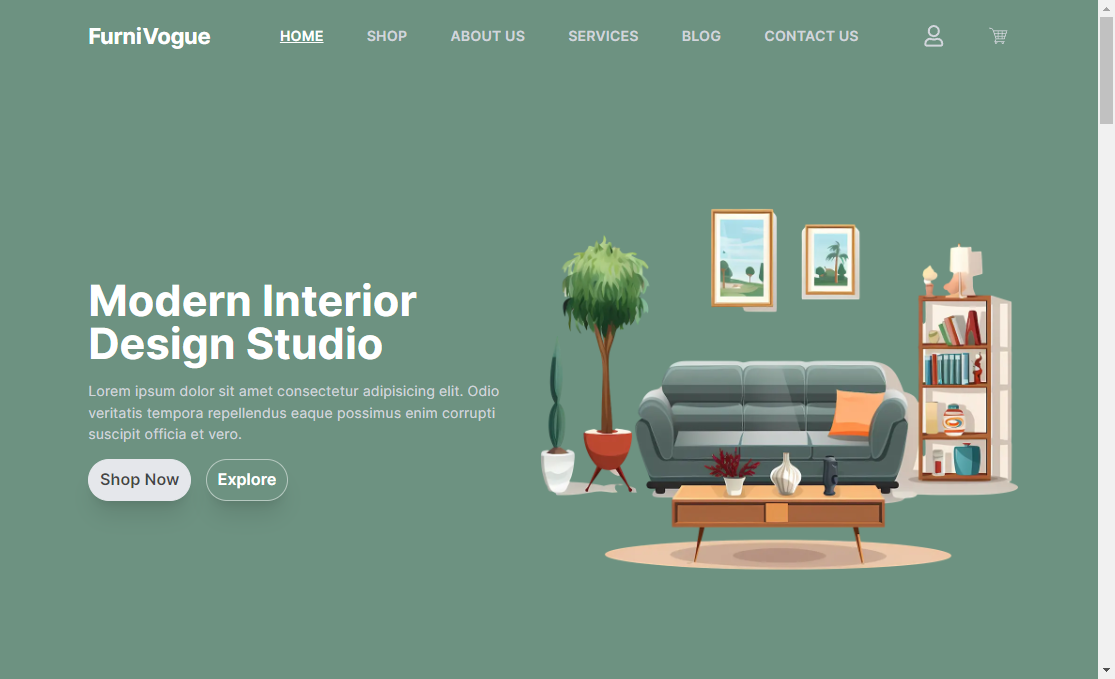 FurniVogue HOME SHOP ABOUT US SERVICES BLOG CONTACT US
Modern Interior
Design Studio
Lorem ipsum dolor sit amet consectetur adipisicing elit. Odio
veritatis tempora repellendus eaque possimus enim corrupti
suscipit officia et vero.
Shop Now Explore